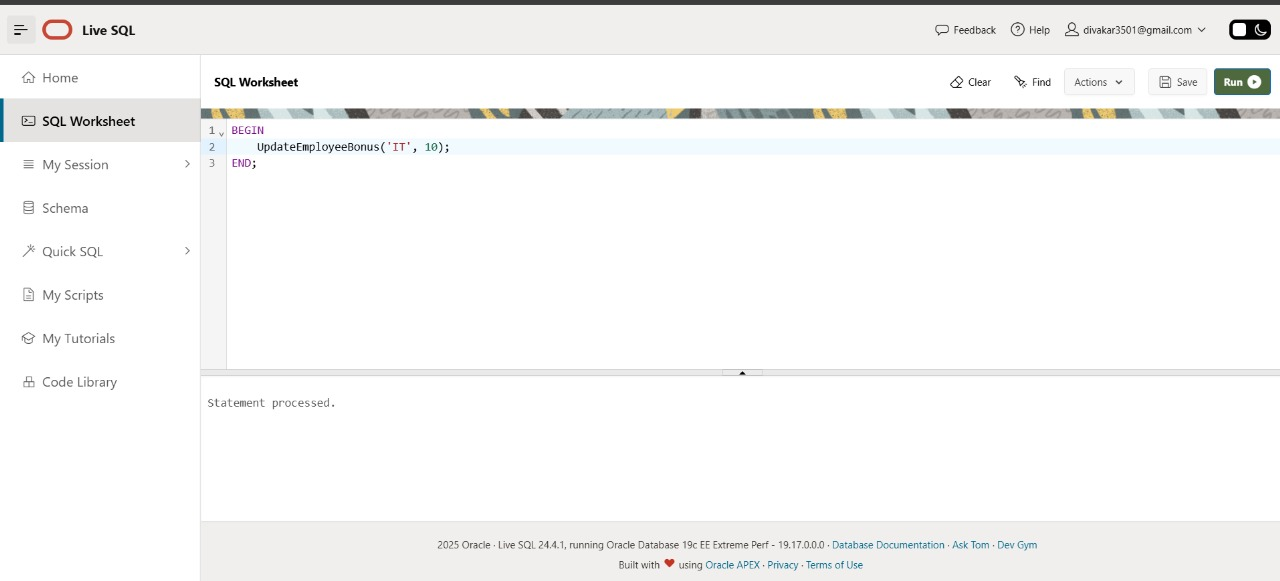 Live SQL
Feedback
Help
divakar3501@gmail.com
Home
SQL Worksheet
My Session
Schema
Quick SQL
My Scripts
My Tutorials
Code Library
SQL Worksheet
Clear
Find
Actions
Save
Run
1 BEGIN
2     UpdateEmployeeBonus('IT', 10);
3 END;
Statement processed.
2025 Oracle · Live SQL 24.4.1, running Oracle Database 19c EE Extreme Perf - 19.17.0.0.0 · Database Documentation · Ask Tom · Dev Gym
Built with ❤ using Oracle APEX · Privacy · Terms of Use